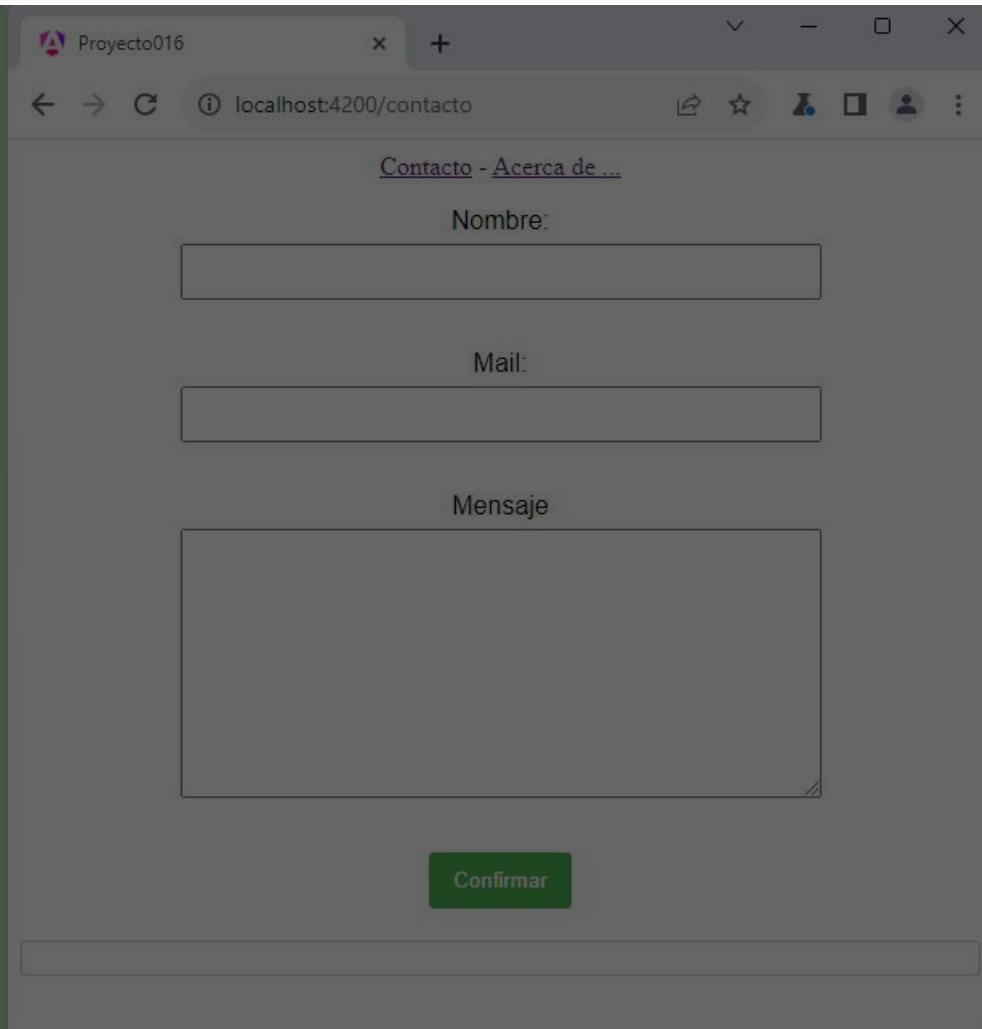 Proyecto016
localhost:4200/contacto
Contacto - Acerca de ...
Nombre:
Mail:
Mensaje
Confirmar